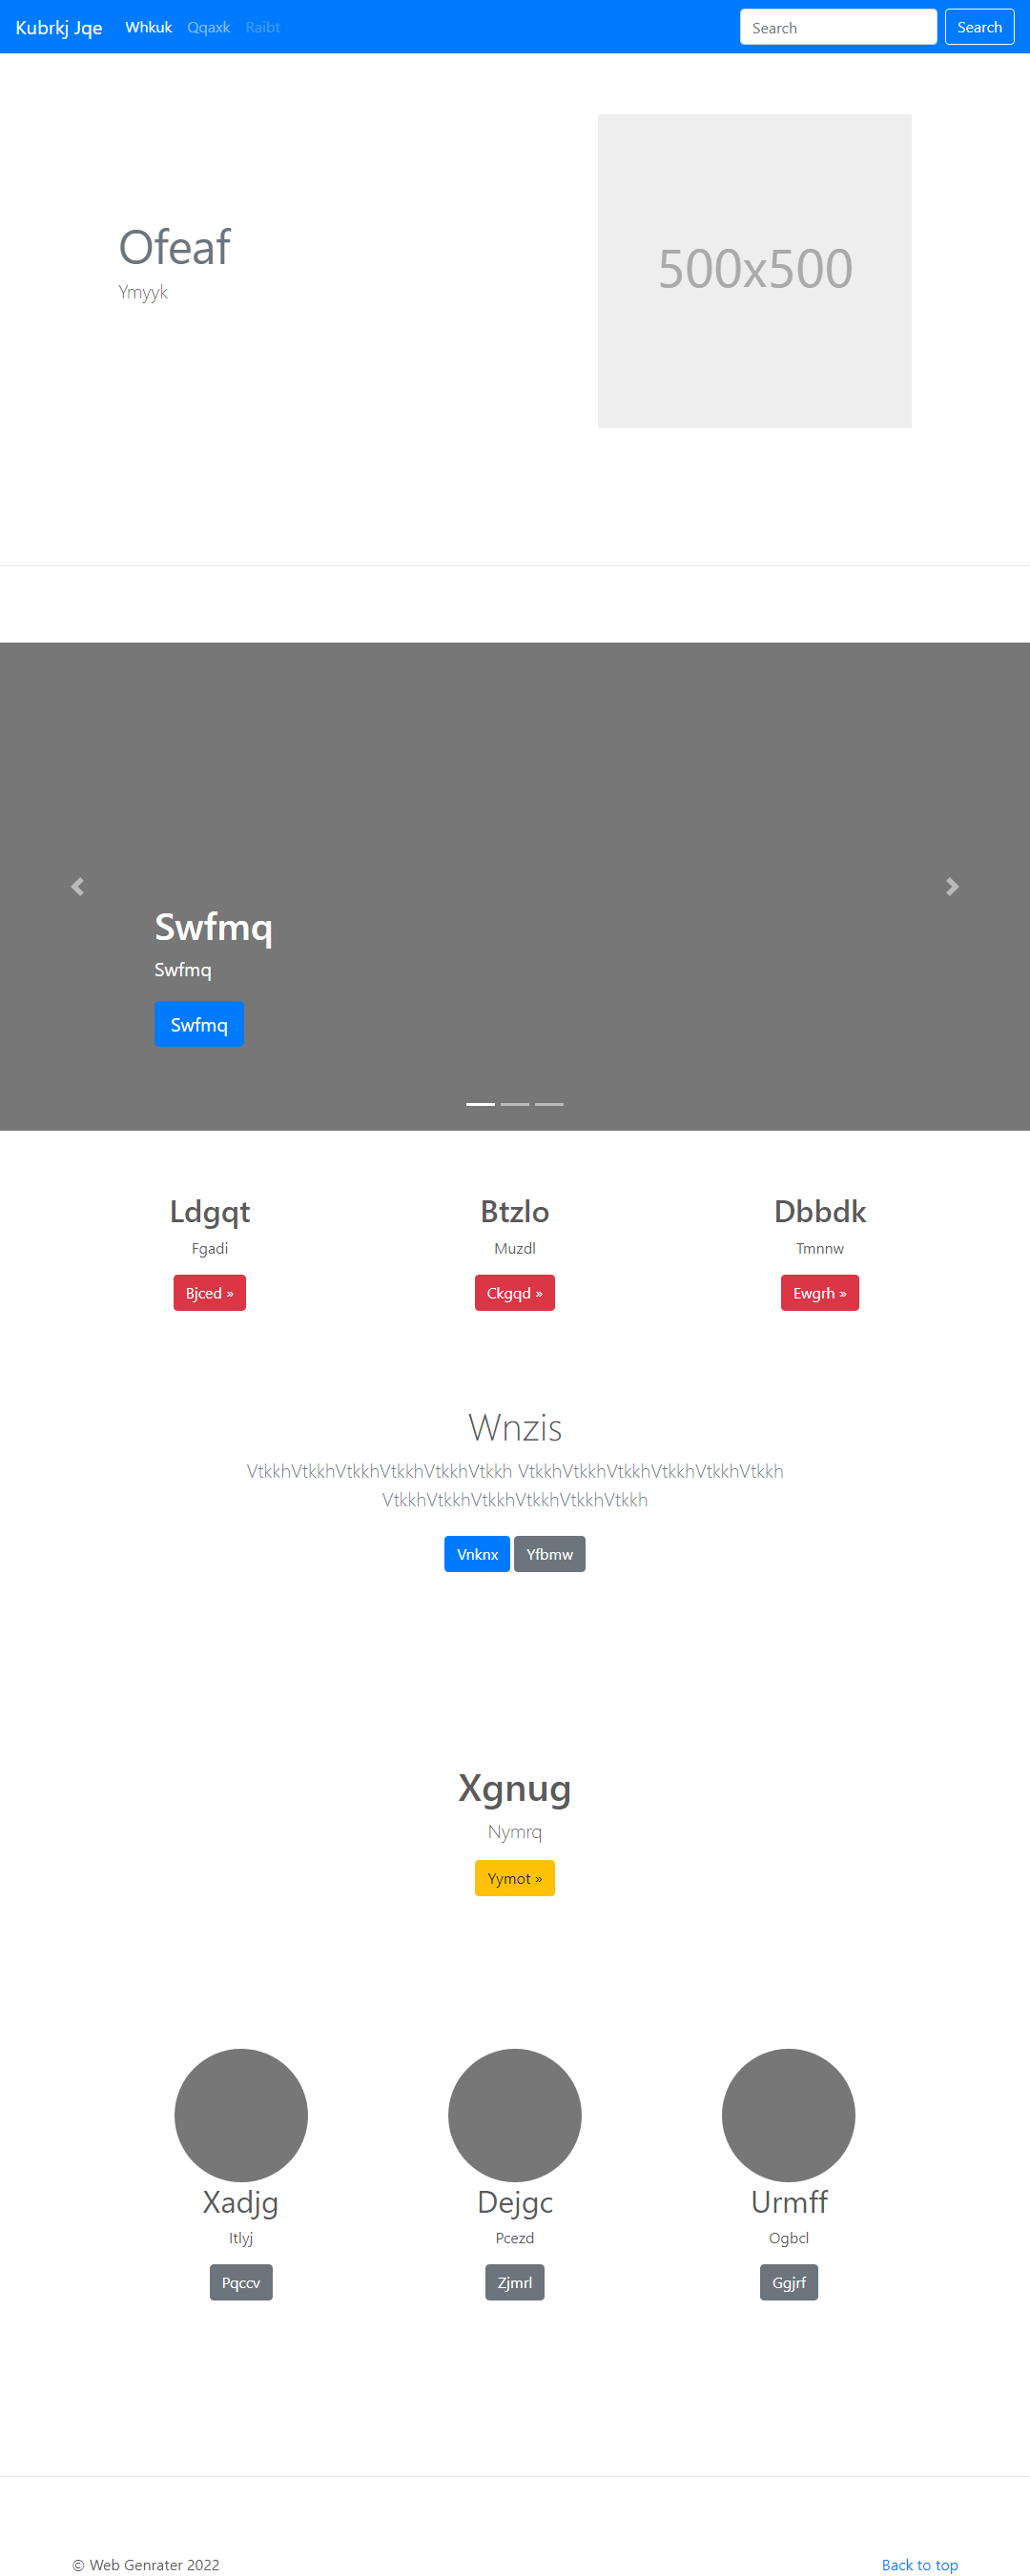 Kubrkj Jqe Whkuk Qqaxk Raibt Search Search
Ofeaf
Ymyyk
500x500
Swfmq
Swfmq
Swfmq
Ldgqt Btzlo Dbbdk
Fgadi Muzdl Tmnnw
Bjced » Ckgqd » Ewgrh »
Wnzis
VtkkhVtkkhVtkkhVtkkhVtkkhVtkkh VtkkhVtkkhVtkkhVtkkhVtkkhVtkkh
VtkkhVtkkhVtkkhVtkkhVtkkhVtkkh
Vnknx Yfbmw
Xgnug
Nymrq
Yymot »
Xadjg Dejgc Urmff
Itlyj Pcezd Ogbcl
Pqccv Zjmrl Ggjrf
© Web Genrater 2022 Back to top